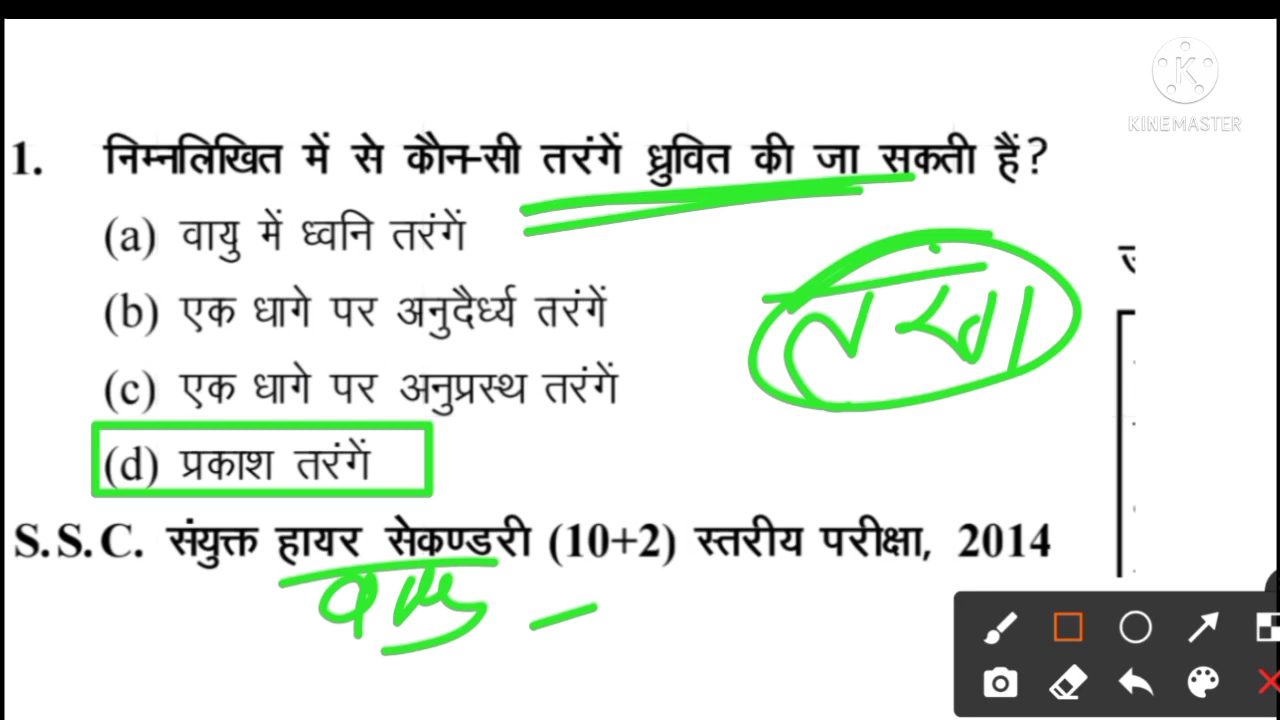 KINEMASTER
1. निम्नलिखित में से कौन-सी तरंगें ध्रुवित की जा सकती हैं?
(a) वायु में ध्वनि तरंगें
(b) एक धागे पर अनुदैर्ध्य तरंगें
(c) एक धागे पर अनुप्रस्थ तरंगें
(d) प्रकाश तरंगें
S.S.C. संयुक्त हायर सेकण्डरी (10+2) स्तरीय परीक्षा, 2014